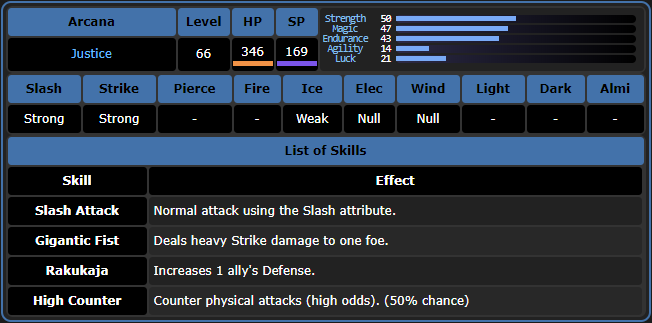 Arcana Level HP SP
Justice 66 346 169
Strength 50
Magic 47
Endurance 43
Agility 14
Luck 21
Slash Strike Pierce Fire Ice Elec Wind Light Dark Almi
Strong Strong - - Weak Null Null - - -
List of Skills
Skill Effect
Slash Attack Normal attack using the Slash attribute.
Gigantic Fist Deals heavy Strike damage to one foe.
Rakukaja Increases 1 ally's Defense.
High Counter Counter physical attacks (high odds). (50% chance)